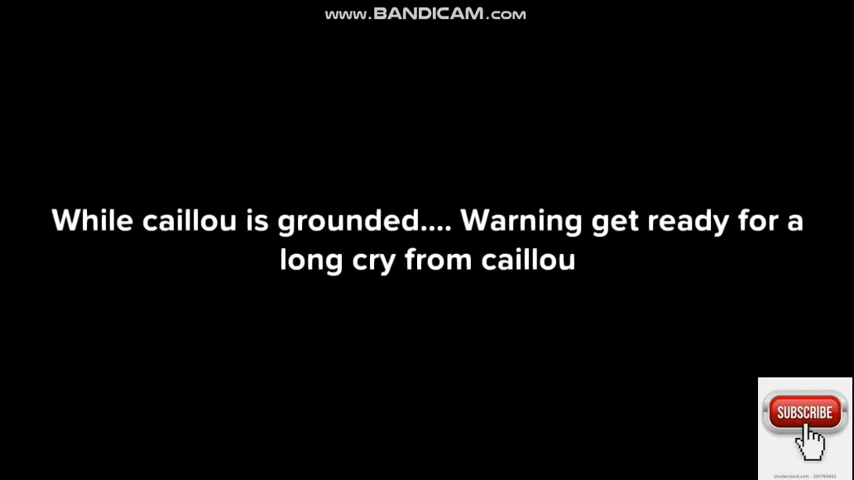 www.BANDICAM.com
While caillou is grounded.... Warning get ready for a
long cry from caillou
SUBSCRIBE